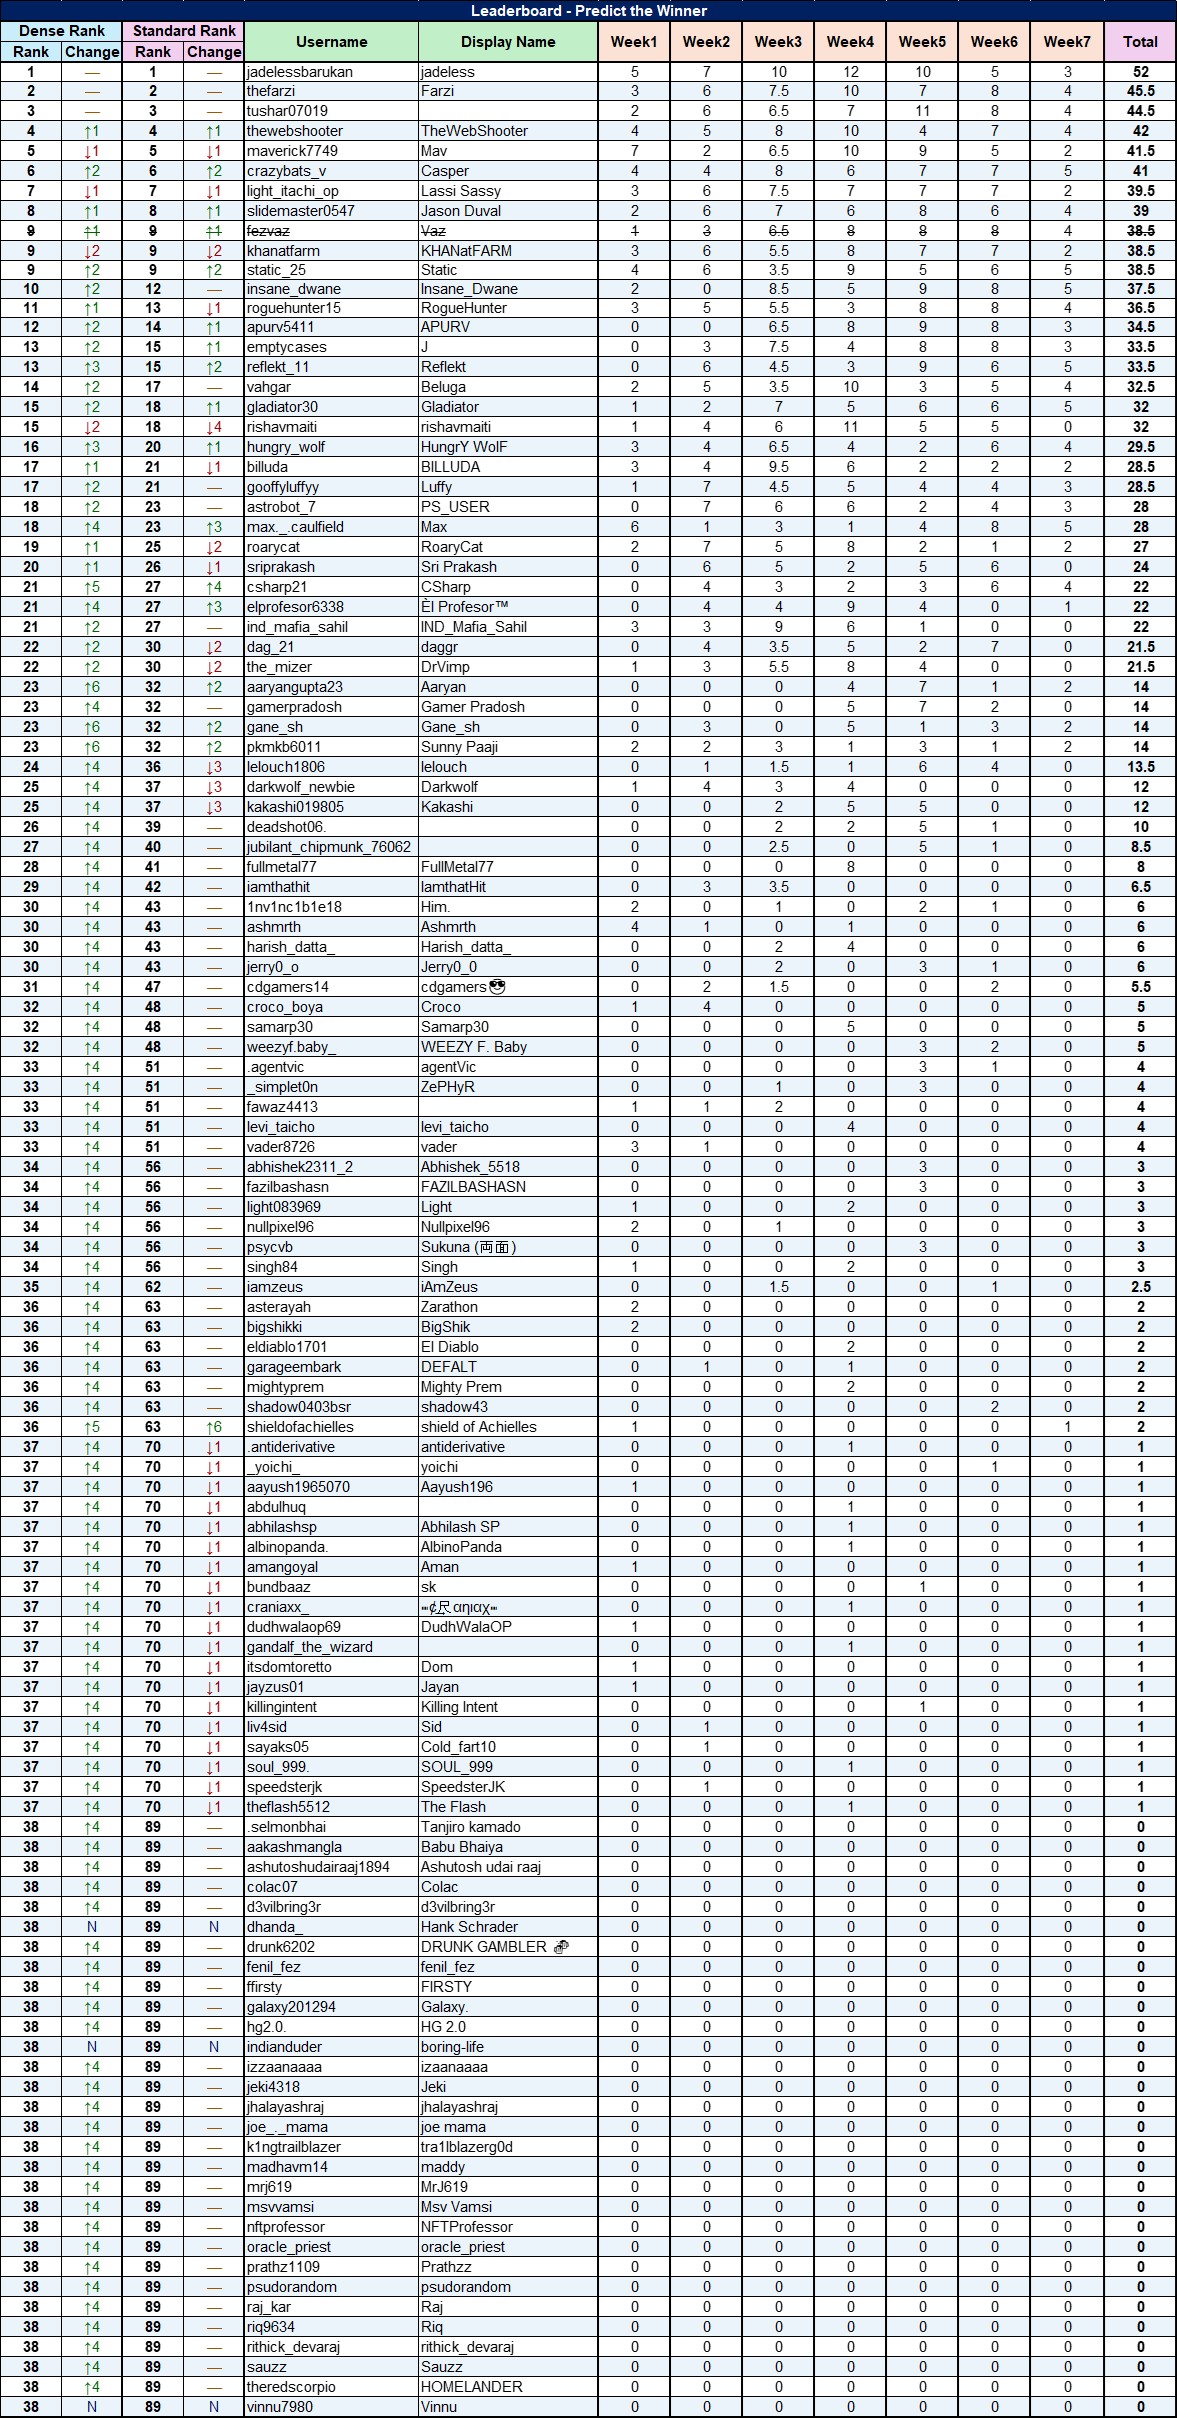 Leaderboard - Predict the Winner
Dense Rank Standard Rank Username Display Name Week1 Week2 Week3 Week4 Week5 Week6 Week7 Total
Rank Change Rank Change
1 — 1 — jadelessbarukan jadeless 5 7 10 12 10 5 3 52
2 — 2 — thefarzi Farzi 3 6 7.5 10 7 8 4 45.5
3 — 3 — tushar07019 2 6 6.5 7 11 8 4 44.5
4 ↑1 4 ↑1 thewebshooter TheWebShooter 4 5 8 10 4 7 4 42
5 ↓1 5 ↓1 maverick7749 Mav 7 2 6.5 10 9 5 2 41.5
6 ↑2 6 ↑2 crazybats_v Casper 4 4 8 6 7 7 5 41
7 ↓1 7 ↓1 light_itachi_op Lassi Sassy 3 6 7.5 7 7 7 2 39.5
8 ↑1 8 ↑1 slidemaster0547 Jason Duval 2 6 7 6 8 6 4 39
9 ↑1 9 ↑1 fezvaz Vaz 1 3 6.5 8 8 8 4 38.5
9 ↓2 9 ↓2 khanatfarm KHANatFARM 3 6 5.5 8 7 7 2 38.5
9 ↑2 9 ↑2 static_25 Static 4 6 3.5 9 5 6 5 38.5
10 ↑2 12 — insane_dwane Insane_Dwane 2 0 8.5 5 9 8 5 37.5
11 ↑1 13 ↓1 roguehunter15 RogueHunter 3 5 5.5 3 8 8 4 36.5
12 ↑2 14 ↑1 apurv5411 APURV 0 0 6.5 8 9 8 3 34.5
13 ↑2 15 ↑1 emptycases J 0 3 7.5 4 8 8 3 33.5
13 ↑3 15 ↑2 reflekt_11 Reflekt 0 6 4.5 3 9 6 5 33.5
14 ↑2 17 — vahgar Beluga 2 5 3.5 10 3 5 4 32.5
15 ↑2 18 ↑1 gladiator30 Gladiator 1 2 7 5 6 6 5 32
15 ↓2 18 ↓4 rishavmaiti rishavmaiti 1 4 6 11 5 5 0 32
16 ↑3 20 ↑1 hungry_wolf HungrY WolF 3 4 6.5 4 2 6 4 29.5
17 ↑1 21 ↓1 billuda BILLUDA 3 4 9.5 6 2 2 2 28.5
17 ↑2 21 — gooffyluffyy Luffy 1 7 4.5 5 4 4 3 28.5
18 ↑2 23 — astrobot_7 PS_USER 0 7 6 6 2 4 3 28
18 ↑4 23 ↑3 max._.caulfield Max 6 1 3 1 4 8 5 28
19 ↑1 25 ↓2 roarycat RoaryCat 2 7 5 8 2 1 2 27
20 ↑1 26 ↓1 sriprakash Sri Prakash 0 6 5 2 5 6 0 24
21 ↑5 27 ↑4 csharp21 CSharp 0 4 3 2 3 6 4 22
21 ↑4 27 ↑3 elprofesor6338 Èl Profesor™ 0 4 4 9 4 0 1 22
21 ↑2 27 — ind_mafia_sahil IND_Mafia_Sahil 3 3 9 6 1 0 0 22
22 ↑2 30 ↓2 dag_21 daggr 0 4 3.5 5 2 7 0 21.5
22 ↑2 30 ↓2 the_mizer DrVimp 1 3 5.5 8 4 0 0 21.5
23 ↑6 32 ↑2 aaryangupta23 Aaryan 0 0 0 4 7 1 2 14
23 ↑4 32 — gamerpradosh Gamer Pradosh 0 0 0 5 7 2 0 14
23 ↑6 32 ↑2 gane_sh Gane_sh 0 3 0 5 1 3 2 14
23 ↑6 32 ↑2 pkmkb6011 Sunny Paaji 2 2 3 1 3 1 2 14
24 ↑4 36 ↓3 lelouch1806 lelouch 0 1 1.5 1 6 4 0 13.5
25 ↑4 37 ↓3 darkwolf_newbie Darkwolf 1 4 3 4 0 0 0 12
25 ↑4 37 ↓3 kakashi019805 Kakashi 0 0 2 5 5 0 0 12
26 ↑4 39 — deadshot06. 0 0 2 2 5 1 0 10
27 ↑4 40 — jubilant_chipmunk_76062 0 0 2.5 0 5 1 0 8.5
28 ↑4 41 — fullmetal77 FullMetal77 0 0 0 8 0 0 0 8
29 ↑4 42 — iamthathit IamthatHit 0 3 3.5 0 0 0 0 6.5
30 ↑4 43 — 1nv1nc1b1e18 Him. 2 0 1 0 2 1 0 6
30 ↑4 43 — ashmrth Ashmrth 4 1 0 1 0 0 0 6
30 ↑4 43 — harish_datta_ Harish_datta_ 0 0 2 4 0 0 0 6
30 ↑4 43 — jerry0_o Jerry0_0 0 0 2 0 3 1 0 6
31 ↑4 47 — cdgamers14 cdgamers😎 0 2 1.5 0 0 2 0 5.5
32 ↑4 48 — croco_boya Croco 1 4 0 0 0 0 0 5
32 ↑4 48 — samarp30 Samarp30 0 0 0 5 0 0 0 5
32 ↑4 48 — weezyf.baby_ WEEZY F. Baby 0 0 0 0 3 2 0 5
33 ↑4 51 — .agentvic agentVic 0 0 0 0 3 1 0 4
33 ↑4 51 — _simplet0n ZePHyR 0 0 1 0 3 0 0 4
33 ↑4 51 — fawaz4413 1 1 2 0 0 0 0 4
33 ↑4 51 — levi_taicho levi_taicho 0 0 0 4 0 0 0 4
33 ↑4 51 — vader8726 vader 3 1 0 0 0 0 0 4
34 ↑4 56 — abhishek2311_2 Abhishek_5518 0 0 0 0 3 0 0 3
34 ↑4 56 — fazilbashasn FAZILBASHASN 0 0 0 0 3 0 0 3
34 ↑4 56 — light083969 Light 1 0 0 2 0 0 0 3
34 ↑4 56 — nullpixel96 Nullpixel96 2 0 1 0 0 0 0 3
34 ↑4 56 — psycvb Sukuna (両面) 0 0 0 0 3 0 0 3
34 ↑4 56 — singh84 Singh 1 0 0 2 0 0 0 3
35 ↑4 62 — iamzeus iAmZeus 0 0 1.5 0 0 1 0 2.5
36 ↑4 63 — asterayah Zarathon 2 0 0 0 0 0 0 2
36 ↑4 63 — bigshikki BigShik 2 0 0 0 0 0 0 2
36 ↑4 63 — eldiablo1701 El Diablo 0 0 0 2 0 0 0 2
36 ↑4 63 — garageembark DEFALT 0 1 0 1 0 0 0 2
36 ↑4 63 — mightyprem Mighty Prem 0 0 0 2 0 0 0 2
36 ↑4 63 — shadow0403bsr shadow43 0 0 0 0 0 2 0 2
36 ↑5 63 ↑6 shieldofachielles shield of Achielles 1 0 0 0 0 0 1 2
37 ↑4 70 ↓1 .antiderivative antiderivative 0 0 0 1 0 0 0 1
37 ↑4 70 ↓1 _yoichi_ yoichi 0 0 0 0 0 1 0 1
37 ↑4 70 ↓1 aayush1965070 Aayush196 1 0 0 0 0 0 0 1
37 ↑4 70 ↓1 abdulhuq 0 0 0 1 0 0 0 1
37 ↑4 70 ↓1 abhilashsp Abhilash SP 0 0 0 1 0 0 0 1
37 ↑4 70 ↓1 albinopanda. AlbinoPanda 0 0 0 1 0 0 0 1
37 ↑4 70 ↓1 amangoyal Aman 1 0 0 0 0 0 0 1
37 ↑4 70 ↓1 bundbaaz sk 0 0 0 0 1 0 0 1
37 ↑4 70 ↓1 craniaxx_ 0 0 0 1 0 0 0 1
37 ↑4 70 ↓1 dudhwalaop69 DudhWalaOP 1 0 0 0 0 0 0 1
37 ↑4 70 ↓1 gandalf_the_wizard 0 0 0 1 0 0 0 1
37 ↑4 70 ↓1 itsdomtoretto Dom 1 0 0 0 0 0 0 1
37 ↑4 70 ↓1 jayzus01 Jayan 1 0 0 0 0 0 0 1
37 ↑4 70 ↓1 killingintent Killing Intent 0 0 0 0 1 0 0 1
37 ↑4 70 ↓1 liv4sid Sid 0 1 0 0 0 0 0 1
37 ↑4 70 ↓1 sayaks05 Cold_fart10 0 1 0 0 0 0 0 1
37 ↑4 70 ↓1 soul_999. SOUL_999 0 0 0 1 0 0 0 1
37 ↑4 70 ↓1 speedsterjk SpeedsterJK 0 1 0 0 0 0 0 1
37 ↑4 70 ↓1 theflash5512 The Flash 0 0 0 1 0 0 0 1
38 ↑4 89 — .selmonbhai Tanjiro kamado 0 0 0 0 0 0 0 0
38 ↑4 89 — aakashmangla Babu Bhaiya 0 0 0 0 0 0 0 0
38 ↑4 89 — ashutoshudairaaj1894 Ashutosh udai raaj 0 0 0 0 0 0 0 0
38 ↑4 89 — colac07 Colac 0 0 0 0 0 0 0 0
38 ↑4 89 — d3vilbring3r d3vilbring3r 0 0 0 0 0 0 0 0
38 N 89 N dhanda_ Hank Schrader 0 0 0 0 0 0 0 0
38 ↑4 89 — drunk6202 DRUNK GAMBLER 0 0 0 0 0 0 0 0
38 ↑4 89 — fenil_fez fenil_fez 0 0 0 0 0 0 0 0
38 ↑4 89 — ffirsty FIRSTY 0 0 0 0 0 0 0 0
38 ↑4 89 — galaxy201294 Galaxy. 0 0 0 0 0 0 0 0
38 ↑4 89 — hg2.0. HG 2.0 0 0 0 0 0 0 0 0
38 N 89 N indianduder boring-life 0 0 0 0 0 0 0 0
38 ↑4 89 — izzaanaaaa izaanaaaa 0 0 0 0 0 0 0 0
38 ↑4 89 — jeki4318 Jeki 0 0 0 0 0 0 0 0
38 ↑4 89 — jhalayashraj jhalayashraj 0 0 0 0 0 0 0 0
38 ↑4 89 — joe_._mama joe mama 0 0 0 0 0 0 0 0
38 ↑4 89 — k1ngtrailblazer tra1lblazerg0d 0 0 0 0 0 0 0 0
38 ↑4 89 — madhavm14 maddy 0 0 0 0 0 0 0 0
38 ↑4 89 — mrj619 MrJ619 0 0 0 0 0 0 0 0
38 ↑4 89 — msvvamsi Msv Vamsi 0 0 0 0 0 0 0 0
38 ↑4 89 — nftprofessor NFTProfessor 0 0 0 0 0 0 0 0
38 ↑4 89 — oracle_priest oracle_priest 0 0 0 0 0 0 0 0
38 ↑4 89 — prathz1109 Prathzz 0 0 0 0 0 0 0 0
38 ↑4 89 — psudorandom psudorandom 0 0 0 0 0 0 0 0
38 ↑4 89 — raj_kar Raj 0 0 0 0 0 0 0 0
38 ↑4 89 — riq9634 Riq 0 0 0 0 0 0 0 0
38 ↑4 89 — rithick_devaraj rithick_devaraj 0 0 0 0 0 0 0 0
38 ↑4 89 — sauzz Sauzz 0 0 0 0 0 0 0 0
38 ↑4 89 — theredscorpio HOMELANDER 0 0 0 0 0 0 0 0
38 N 89 N vinnu7980 Vinnu 0 0 0 0 0 0 0 0